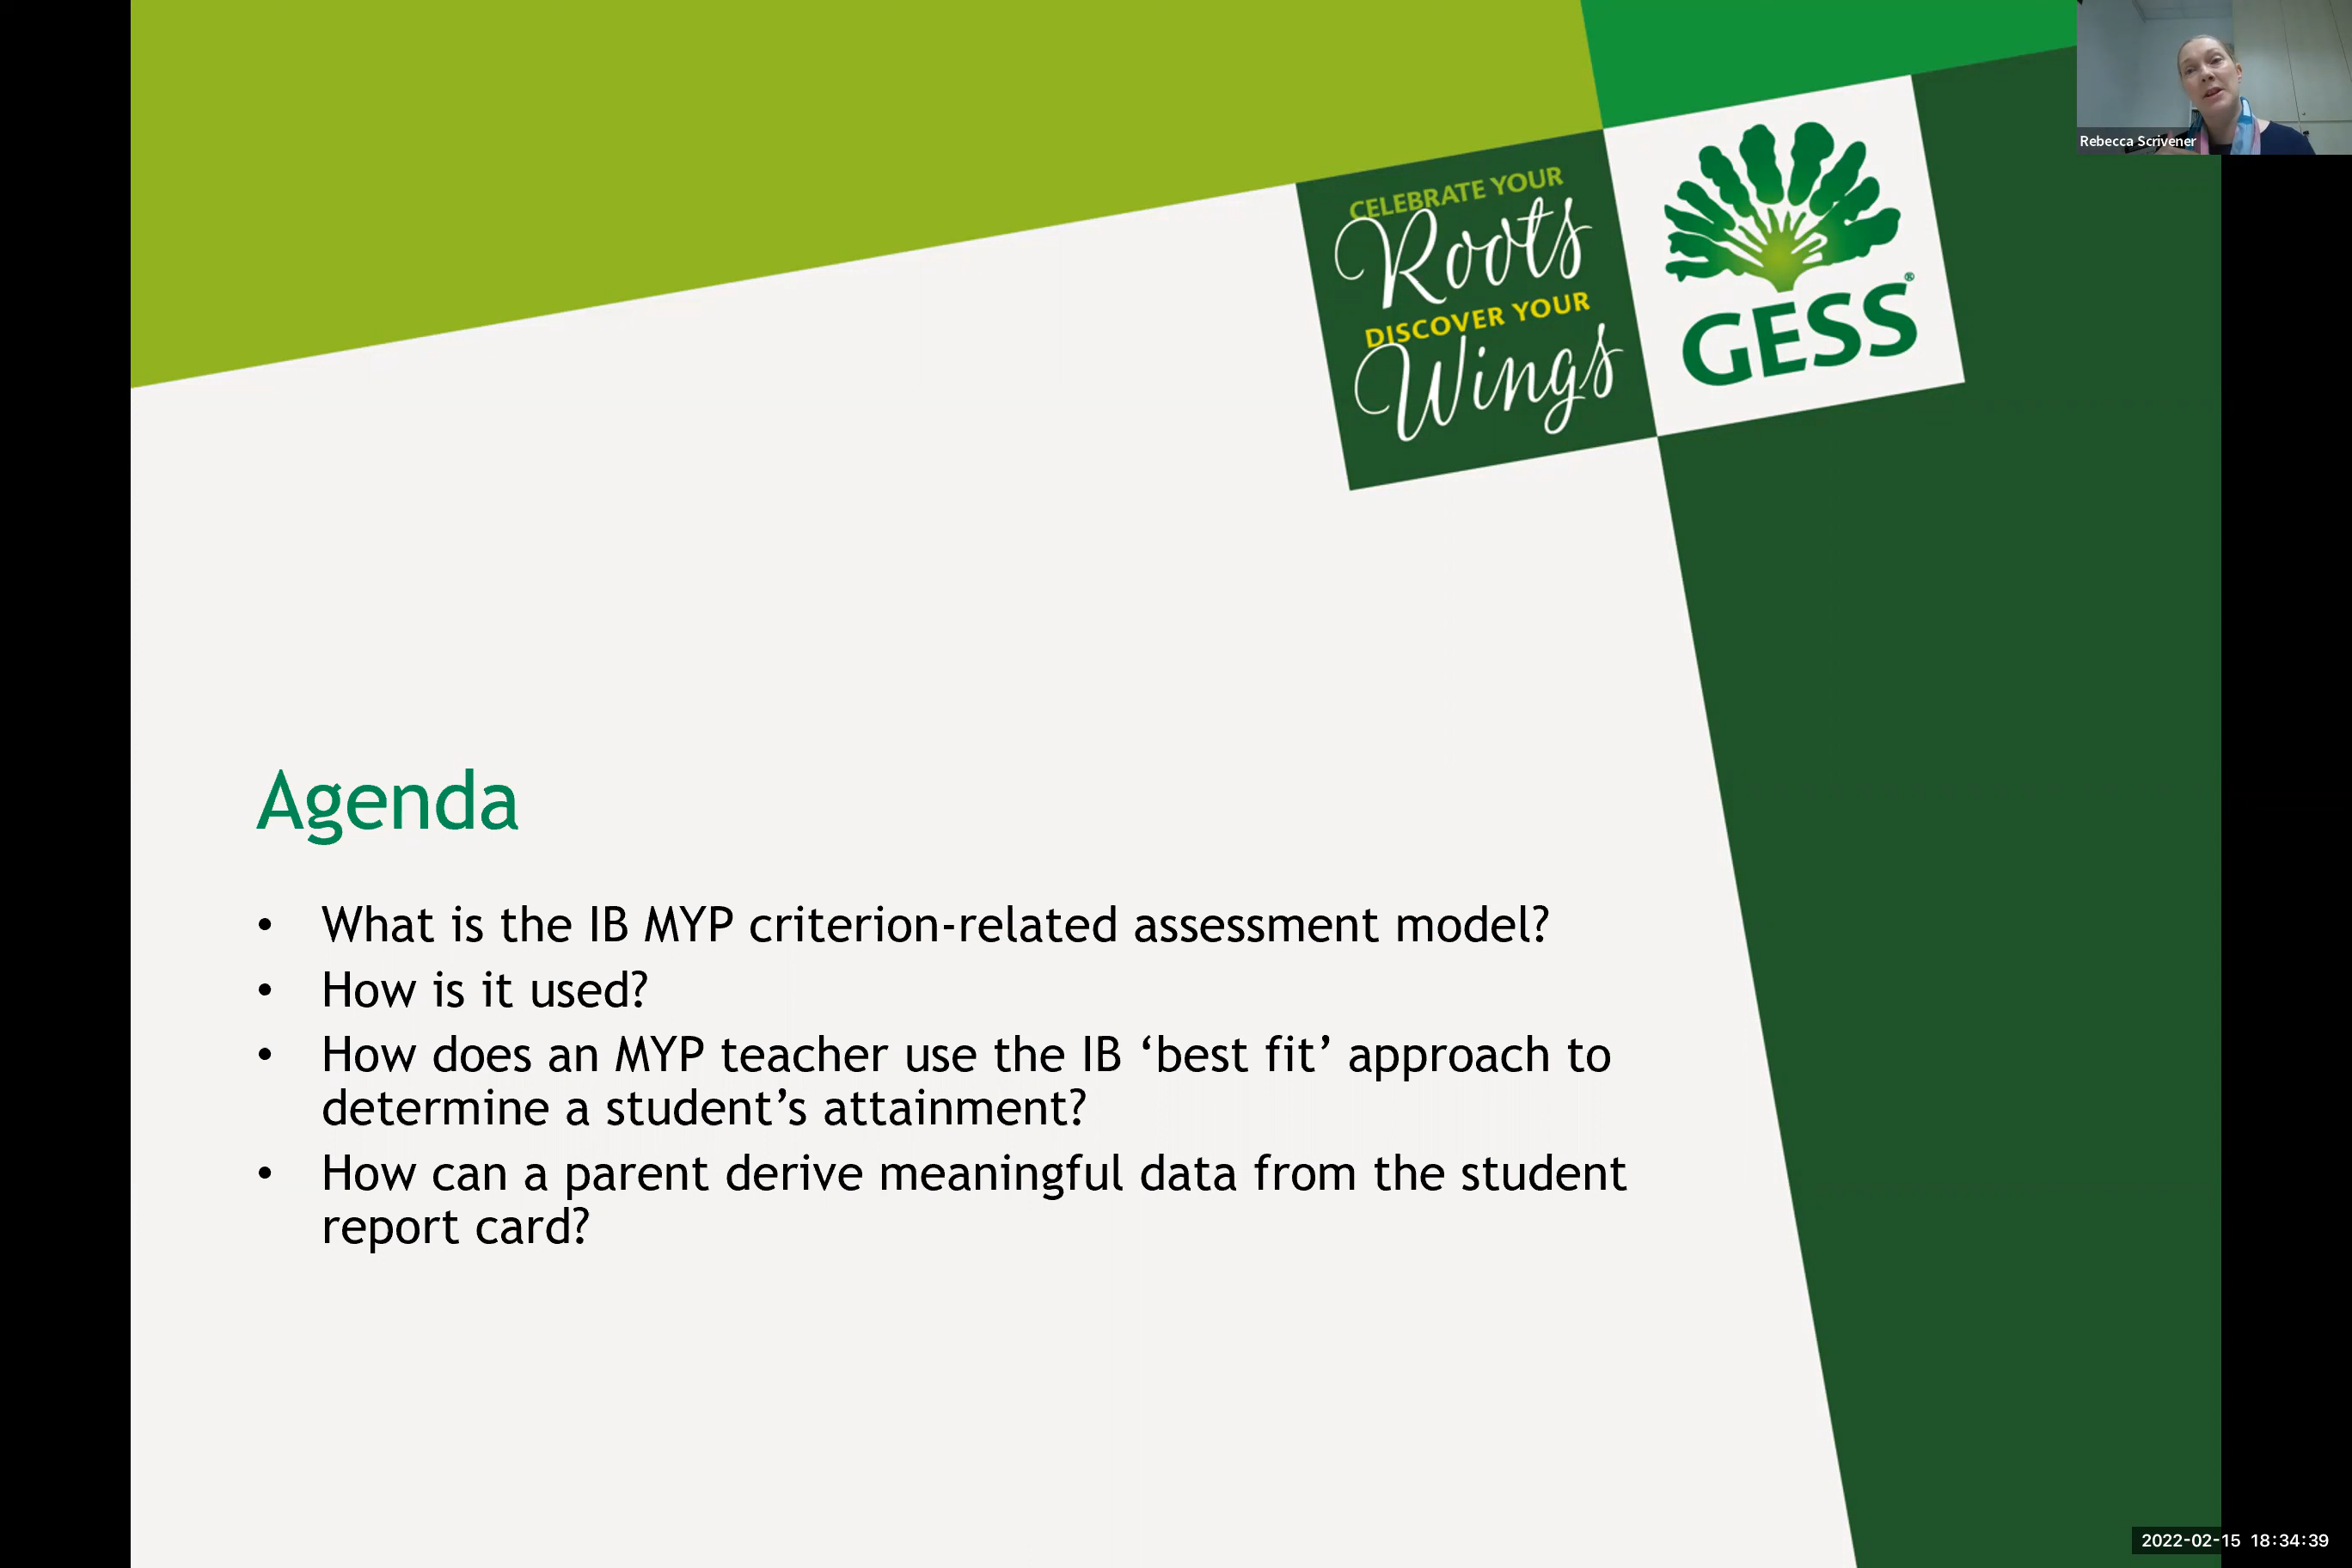 Rebecca Scrivener
CELEBRATE YOUR
Roots
DISCOVER YOUR
Wings
GESS®
Agenda
• What is the IB MYP criterion-related assessment model?
• How is it used?
• How does an MYP teacher use the IB ‘best fit’ approach to
determine a student’s attainment?
• How can a parent derive meaningful data from the student
report card?
2022-02-15 18:34:39